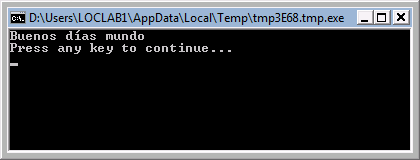 D:\Users\LOCLAB1\AppData\Local\Temp\tmp3E68.tmp.exe
Buenos días mundo
Press any key to continue...